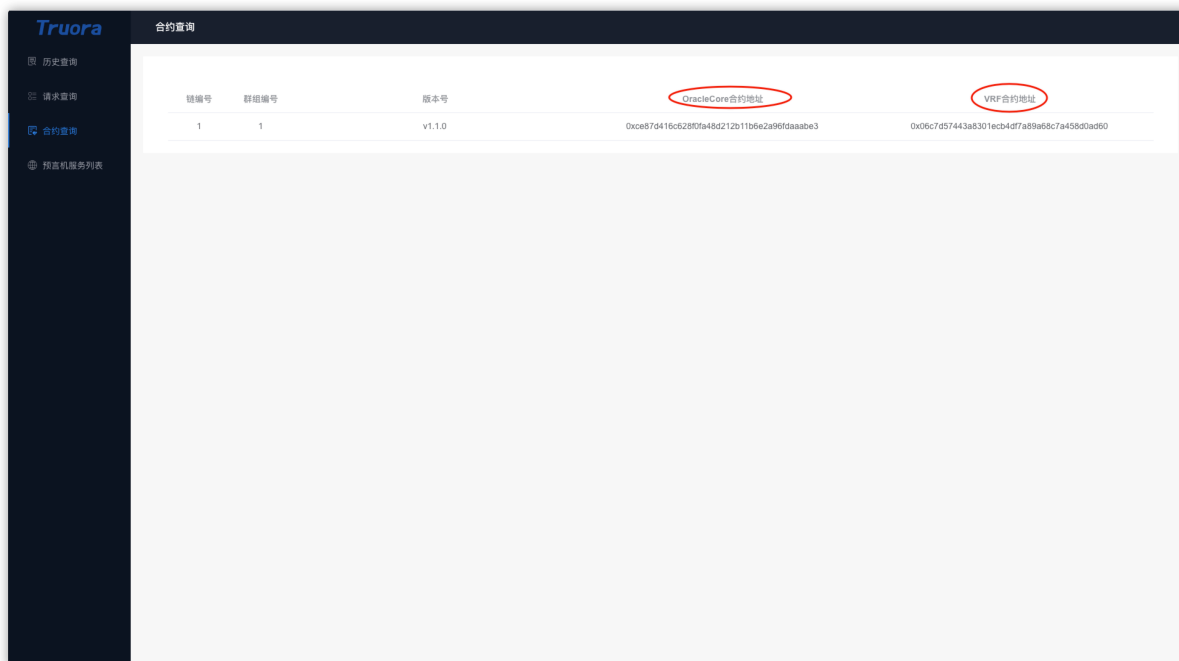 Truora
合约查询
历史查询
请求查询
合约查询
预言机服务列表
链编号 群组编号 版本号 OracleCore合约地址 VRF合约地址
1 1 v1.1.0 0xce87d416c628f0fa48d212b11b6e2a96fdaaabe3 0x06c7d57443a8301ecb4df7a89a68c7a458d0ad60